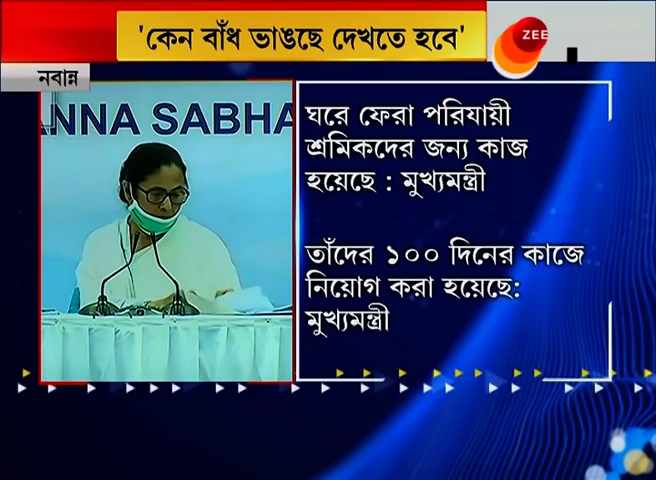 'কেন বাঁধ ভাঙছে দেখতে হবে'
ZEE
নবান্ন
ANNA SABHA
ঘরে ফেরা পরিযায়ী
শ্রমিকদের জন্য কাজ
হয়েছে : মুখ্যমন্ত্রী
তাঁদের ১০০ দিনের কাজে
নিয়োগ করা হয়েছে:
মুখ্যমন্ত্রী